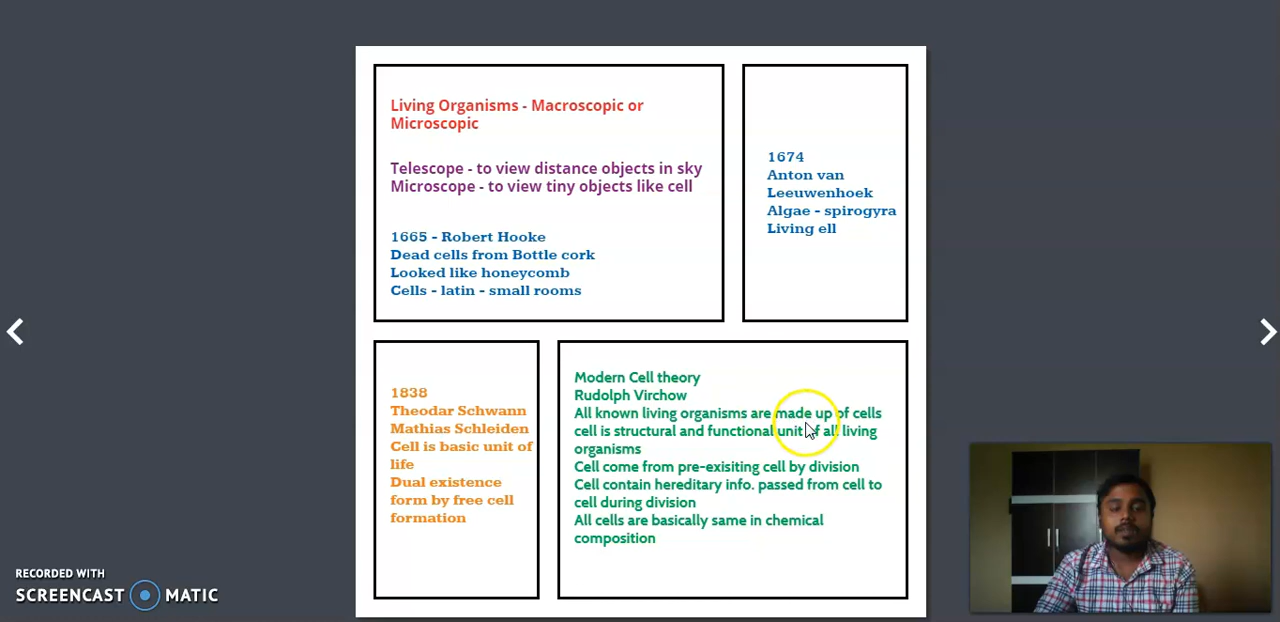 Living Organisms - Macroscopic or
Microscopic
Telescope - to view distance objects in sky
Microscope - to view tiny objects like cell
1665 - Robert Hooke
Dead cells from Bottle cork
Looked like honeycomb
Cells - latin - small rooms
1674
Anton van
Leeuwenhoek
Algae - spirogyra
Living ell
1838
Theodar Schwann
Mathias Schleiden
Cell is basic unit of
life
Dual existence
form by free cell
formation
Modern Cell theory
Rudolph Virchow
All known living organisms are made up of cells
cell is structural and functional unit of all living
organisms
Cell come from pre-exisiting cell by division
Cell contain hereditary info. passed from cell to
cell during division
All cells are basically same in chemical
composition
RECORDED WITH
SCREENCAST MATIC